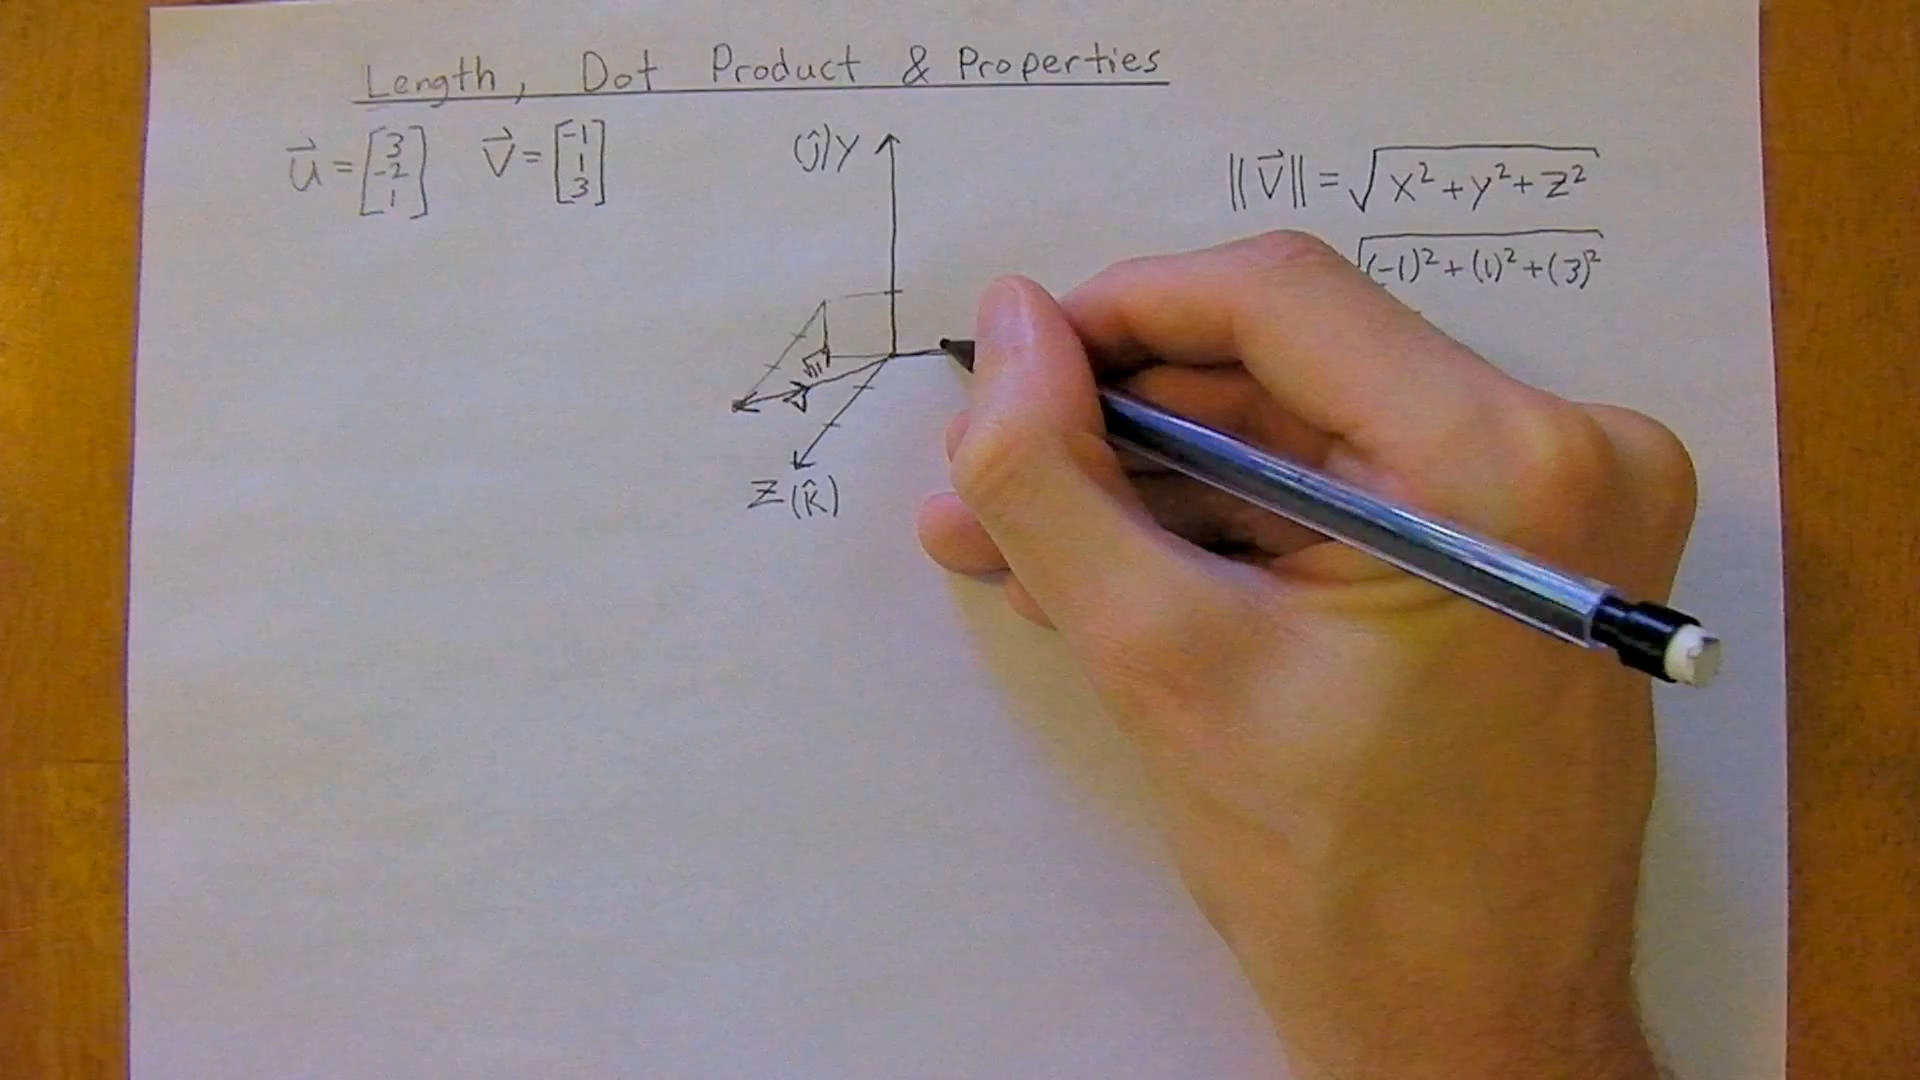 Length, Dot Product & Properties
u⃗ = [3 -2 1] v⃗ = [-1 1 3]
(ĵ) Y
||V⃗|| = √(x² + y² + z²)
√((-1)² + (1)² + (3)²)
Z (k̂)